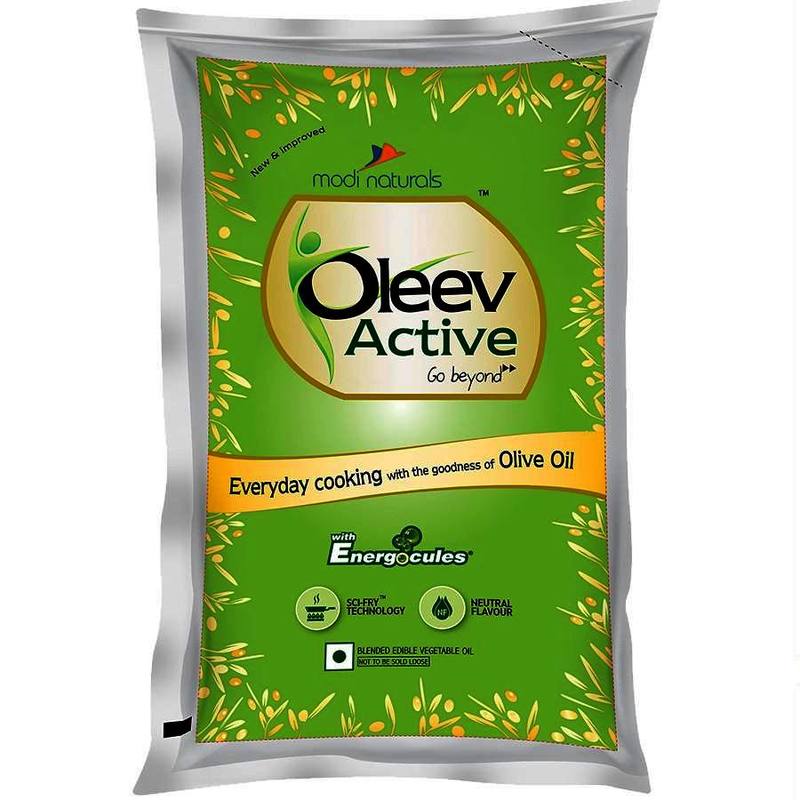 New & Improved
modi naturals
™
Oleev
Active
Go beyond
Everyday cooking with the goodness of Olive Oil
with
Energocules®
SCI-FRY™
TECHNOLOGY
NF
NEUTRAL
FLAVOUR
BLENDED EDIBLE VEGETABLE OIL
NOT TO BE SOLD LOOSE